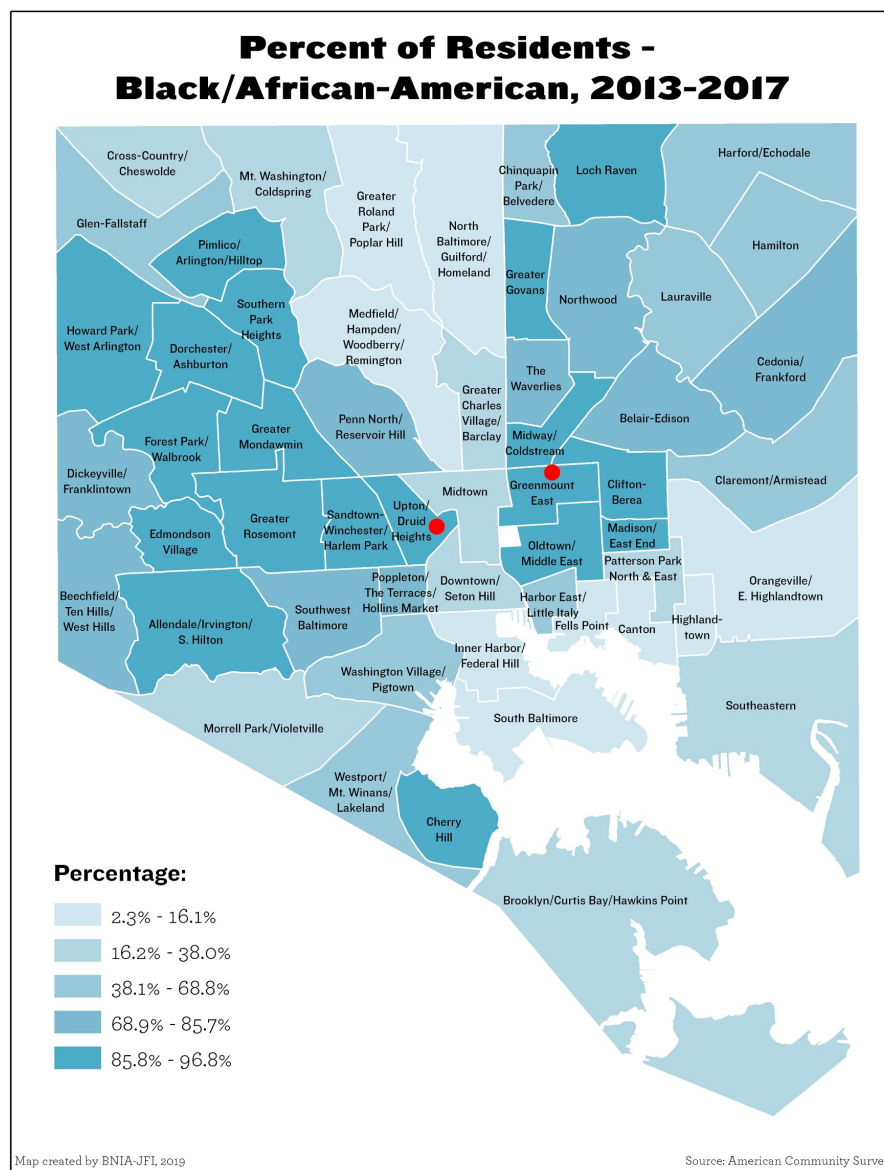 Percent of Residents -
Black/African-American, 2013-2017
Cross-Country/
Cheswolde
Mt. Washington/
Coldspring
Greater
Roland
Park/
Poplar Hill
North
Baltimore/
Guilford/
Homeland
Chinquapin
Park/
Belvedere
Loch Raven
Harford/Echodale
Glen-Fallstaff
Pimlico/
Arlington/Hilltop
Hamilton
Greater
Govans
Northwood
Lauraville
Howard Park/
West Arlington
Southern
Park
Heights
Dorchester/
Ashburton
Medfield/
Hampden/
Woodberry/
Remington
Cedonia/
Frankford
The
Waverlies
Greater
Charles
Village/
Barclay
Belair-Edison
Penn North/
Reservoir Hill
Forest Park/
Walbrook
Greater
Mondawmin
Midway/
Coldstream
Dickeyville/
Franklintown
Midtown
Greenmount
East
Clifton-
Berea
Claremont/Armistead
Edmondson
Village
Greater
Rosemont
Sandtown-
Winchester/
Harlem Park
Upton/
Druid
Heights
Oldtown/
Middle East
Madison/
East End
Patterson Park
North & East
Orangeville/
E. Highlandtown
Beechfield/
Ten Hills/
West Hills
Allendale/Irvington/
S. Hilton
Southwest
Baltimore
Poppleton/
The Terraces/
Hollins Market
Downtown/
Seton Hill
Harbor East/
Little Italy
Fells Point
Canton
Highland-
town
Inner Harbor/
Federal Hill
Washington Village/
Pigtown
Morrell Park/Violetville
South Baltimore
Southeastern
Westport/
Mt. Winans/
Lakeland
Cherry
Hill
Brooklyn/Curtis Bay/Hawkins Point
Percentage:
2.3% - 16.1%
16.2% - 38.0%
38.1% - 68.8%
68.9% - 85.7%
85.8% - 96.8%
Map created by BNIA-JFI, 2019
Source: American Community Surve